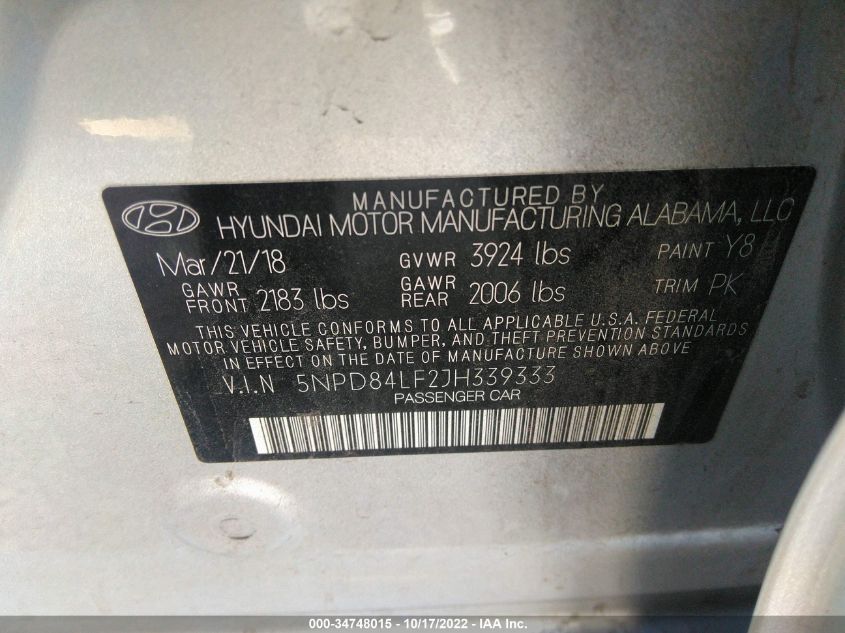 MANUFACTURED BY
HYUNDAI MOTOR MANUFACTURING ALABAMA, LLC
Mar/21/18 GVWR 3924 lbs PAINT Y8
GAWR FRONT 2183 lbs GAWR REAR 2006 lbs TRIM PK
THIS VEHICLE CONFORMS TO ALL APPLICABLE U.S.A. FEDERAL
MOTOR VEHICLE SAFETY, BUMPER, AND THEFT PREVENTION STANDARDS
IN EFFECT ON THE DATE OF MANUFACTURE SHOWN ABOVE
V.I.N 5NPD84LF2JH339333
PASSENGER CAR
000-34748015 - 10/17/2022 - IAA Inc.